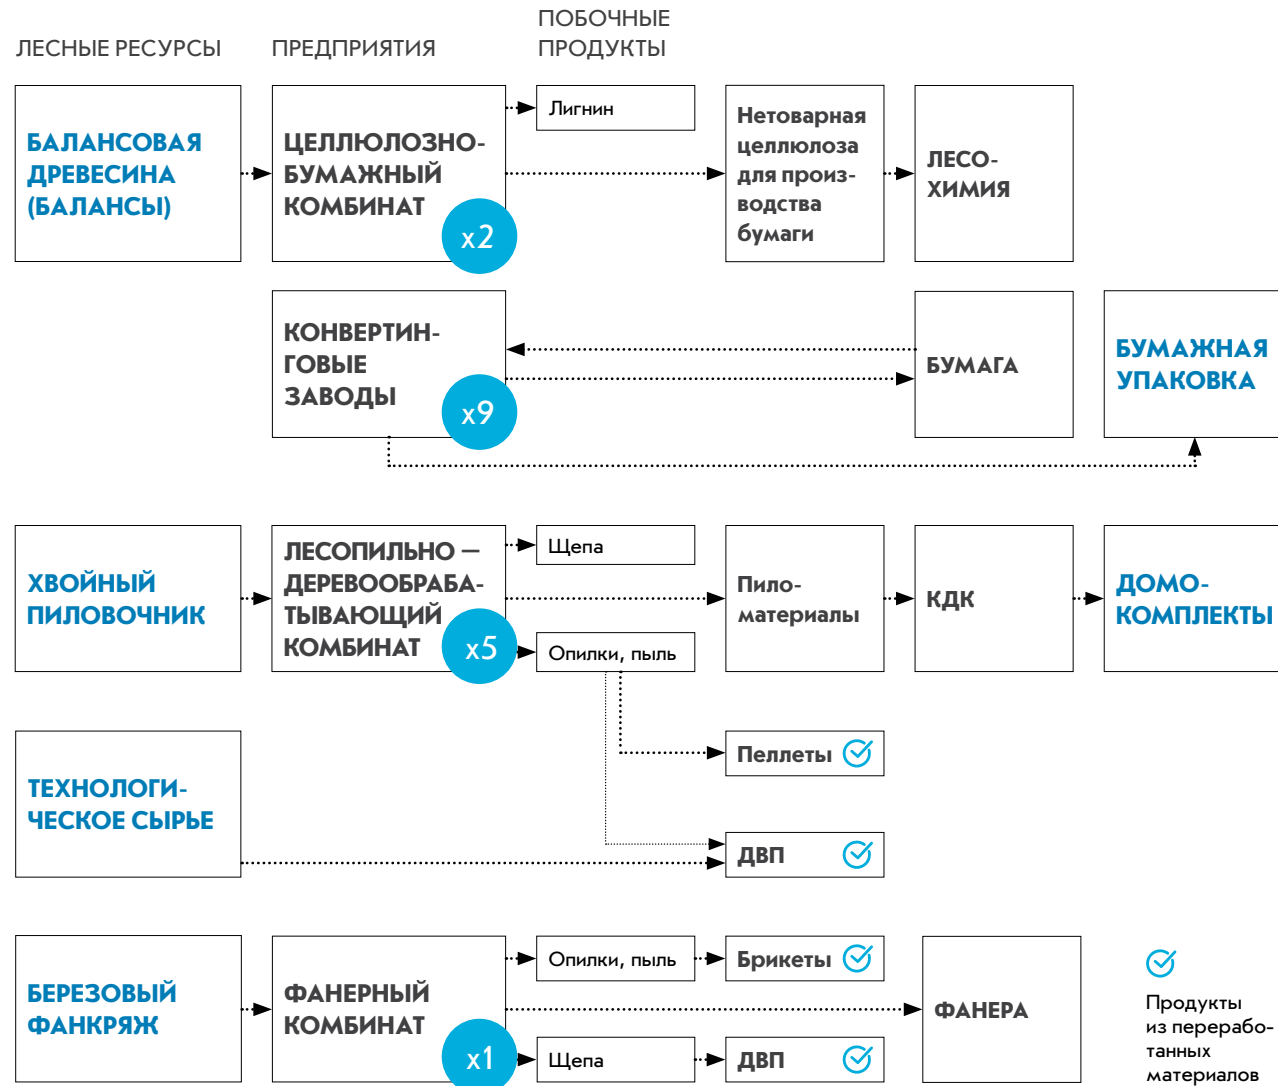 ЛЕСНЫЕ РЕСУРСЫ
ПРЕДПРИЯТИЯ
ПОБОЧНЫЕ
ПРОДУКТЫ
БАЛАНСОВАЯ
ДРЕВЕСИНА
(БАЛАНСЫ)
ЦЕЛЛЮЛОЗНО-
БУМАЖНЫЙ
КОМБИНАТ
x2
Лигнин
Нетоварная
целлюлоза
для произ-
водства
бумаги
ЛЕСО-
ХИМИЯ
КОНВЕРТИН-
ГОВЫЕ
ЗАВОДЫ
x9
БУМАГА
БУМАЖНАЯ
УПАКОВКА
ХВОЙНЫЙ
ПИЛОВОЧНИК
ЛЕСОПИЛЬНО —
ДЕРЕВООБРАБА-
ТЫВАЮЩИЙ
КОМБИНАТ
x5
Щепа
Опилки, пыль
Пило-
материалы
КДК
ДОМО-
КОМПЛЕКТЫ
Пеллеты
ТЕХНОЛОГИ-
ЧЕСКОЕ СЫРЬЕ
ДВП
БЕРЕЗОВЫЙ
ФАНКРЯЖ
ФАНЕРНЫЙ
КОМБИНАТ
x1
Опилки, пыль
Брикеты
Щепа
ДВП
ФАНЕРА
Продукты
из перерабо-
танных
материалов